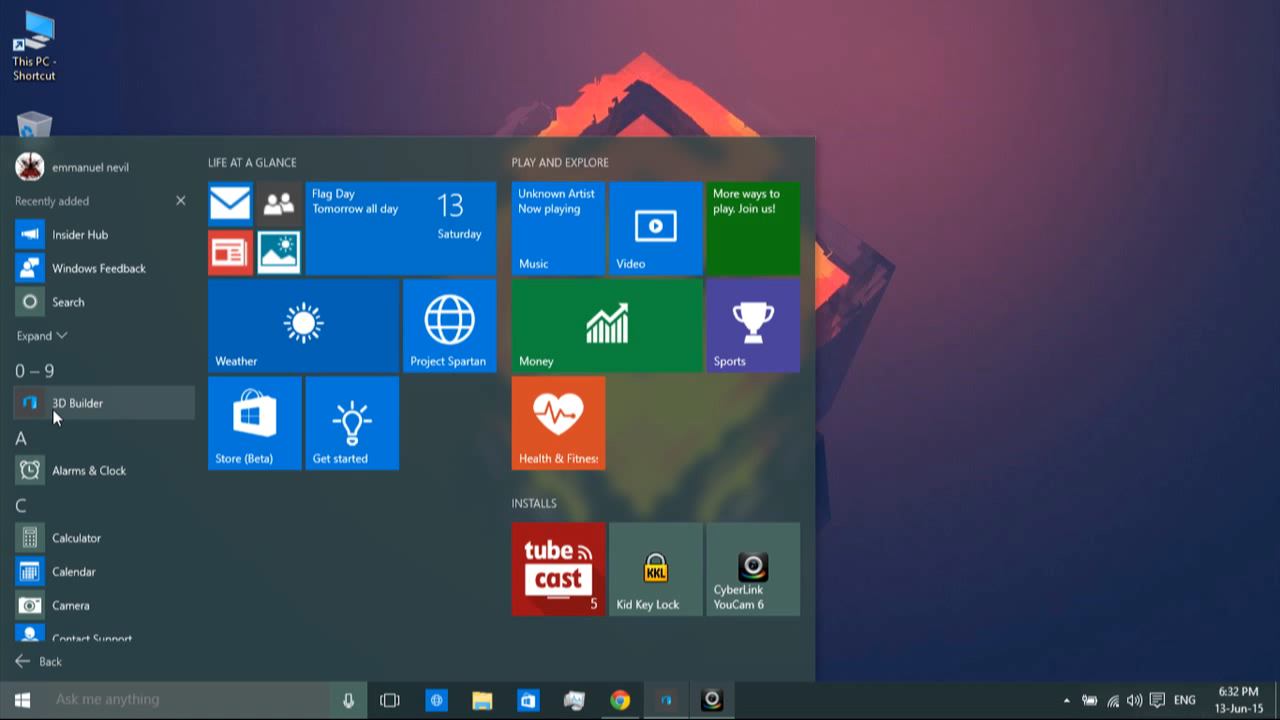 This PC -
Shortcut
emmanuel nevil
Recently added
Insider Hub
Windows Feedback
Search
Expand
0 – 9
3D Builder
A
Alarms & Clock
C
Calculator
Calendar
Camera
Contact Support
Back
LIFE AT A GLANCE
Flag Day
Tomorrow all day
13
Saturday
Weather
Project Spartan
Store (Beta)
Get started
PLAY AND EXPLORE
Unknown Artist
Now playing
Music
Video
More ways to
play. Join us!
Money
Sports
Health & Fitness
INSTALLS
tube
cast
5
KKL
Kid Key Lock
CyberLink
YouCam 6
Ask me anything
ENG
6:32 PM
13-Jun-15